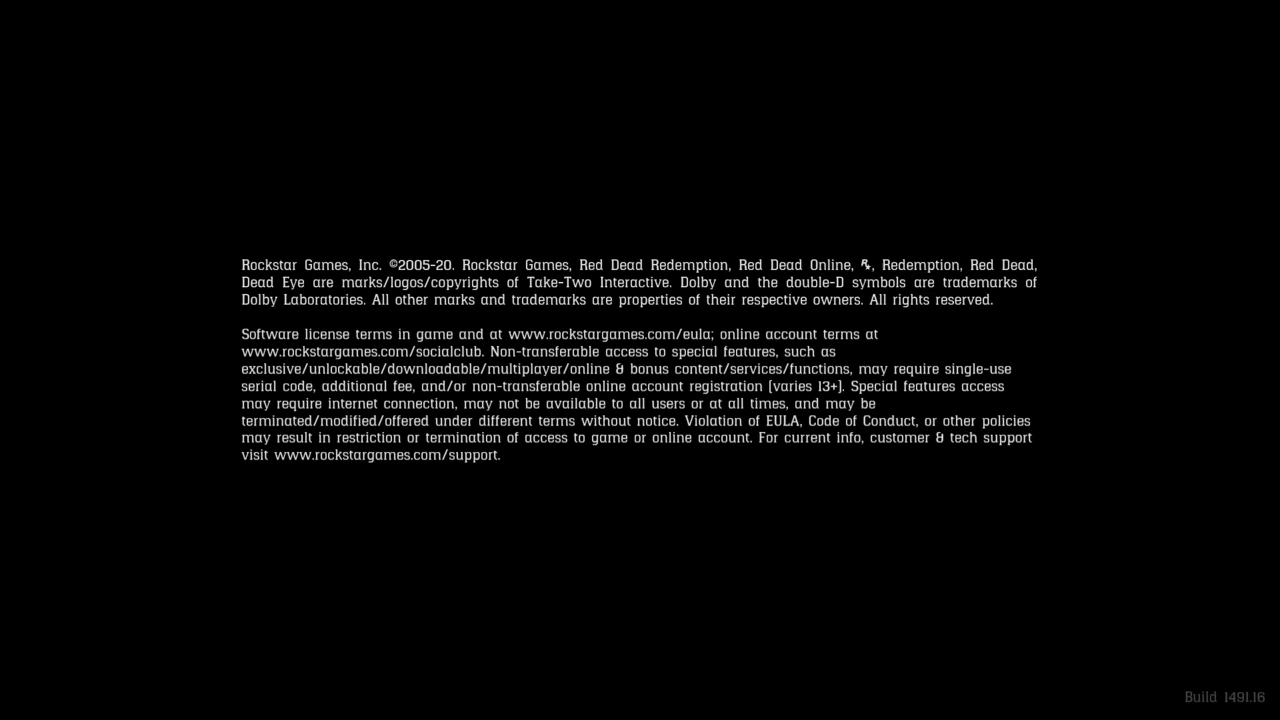 Rockstar Games, Inc. ©2005-20. Rockstar Games, Red Dead Redemption, Red Dead Online, , Redemption, Red Dead,
Dead Eye are marks/logos/copyrights of Take-Two Interactive. Dolby and the double-D symbols are trademarks of
Dolby Laboratories. All other marks and trademarks are properties of their respective owners. All rights reserved.
Software license terms in game and at www.rockstargames.com/eula; online account terms at
www.rockstargames.com/socialclub. Non-transferable access to special features, such as
exclusive/unlockable/downloadable/multiplayer/online & bonus content/services/functions, may require single-use
serial code, additional fee, and/or non-transferable online account registration (varies 13+). Special features access
may require internet connection, may not be available to all users or at all times, and may be
terminated/modified/offered under different terms without notice. Violation of EULA, Code of Conduct, or other policies
may result in restriction or termination of access to game or online account. For current info, customer & tech support
visit www.rockstargames.com/support.
Build 1491.16